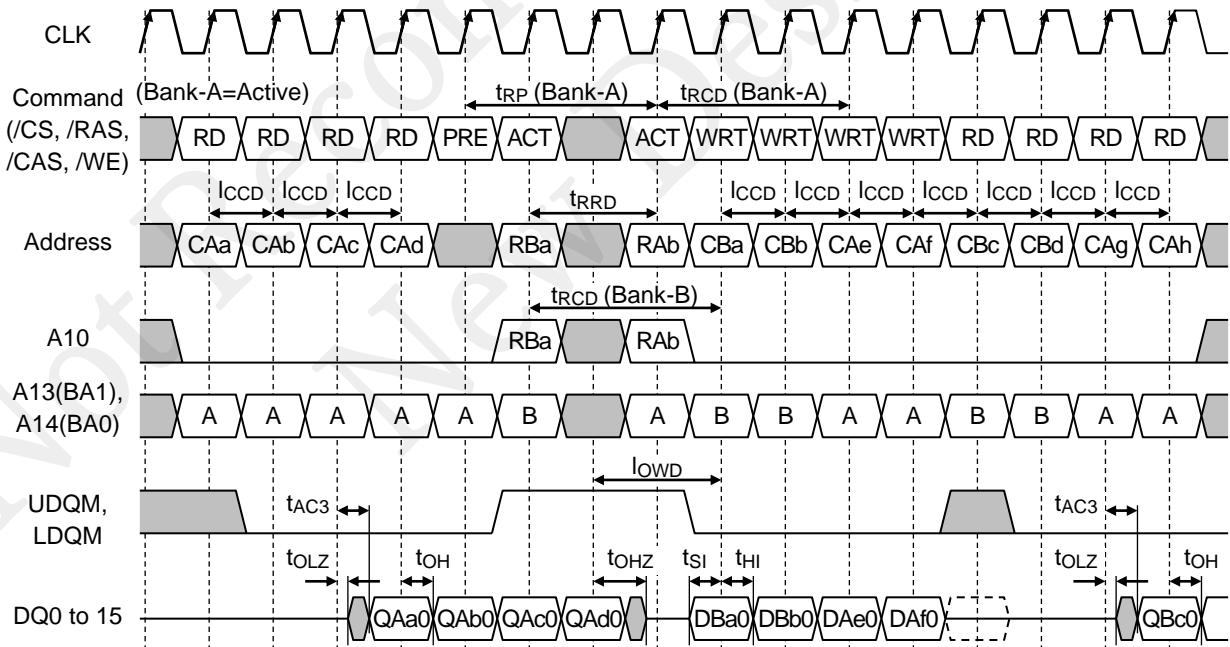 CLK
Command
(/CS, /RAS,
/CAS, /WE)
(Bank-A=Active)
tRP (Bank-A)
tRCD (Bank-A)
RD RD RD RD PRE ACT ACT WRT WRT WRT WRT RD RD RD RD
lCCD lCCD lCCD
tRRD
lCCD lCCD lCCD lCCD lCCD lCCD lCCD
Address
CAa CAb CAc CAd RBa RAb CBa CBb CAe CAf CBc CBd CAg CAh
tRCD (Bank-B)
A10
RBa RAb
A13(BA1),
A14(BA0)
A A A A A B A B B A A B B A A
lOWD
UDQM,
LDQM
tAC3
tAC3
tOLZ tOH tOHZ tSI tHI tOLZ tOH
DQ0 to 15
QAa0 QAb0 QAc0 QAd0 DBa0 DBb0 DAe0 DAf0 QBc0